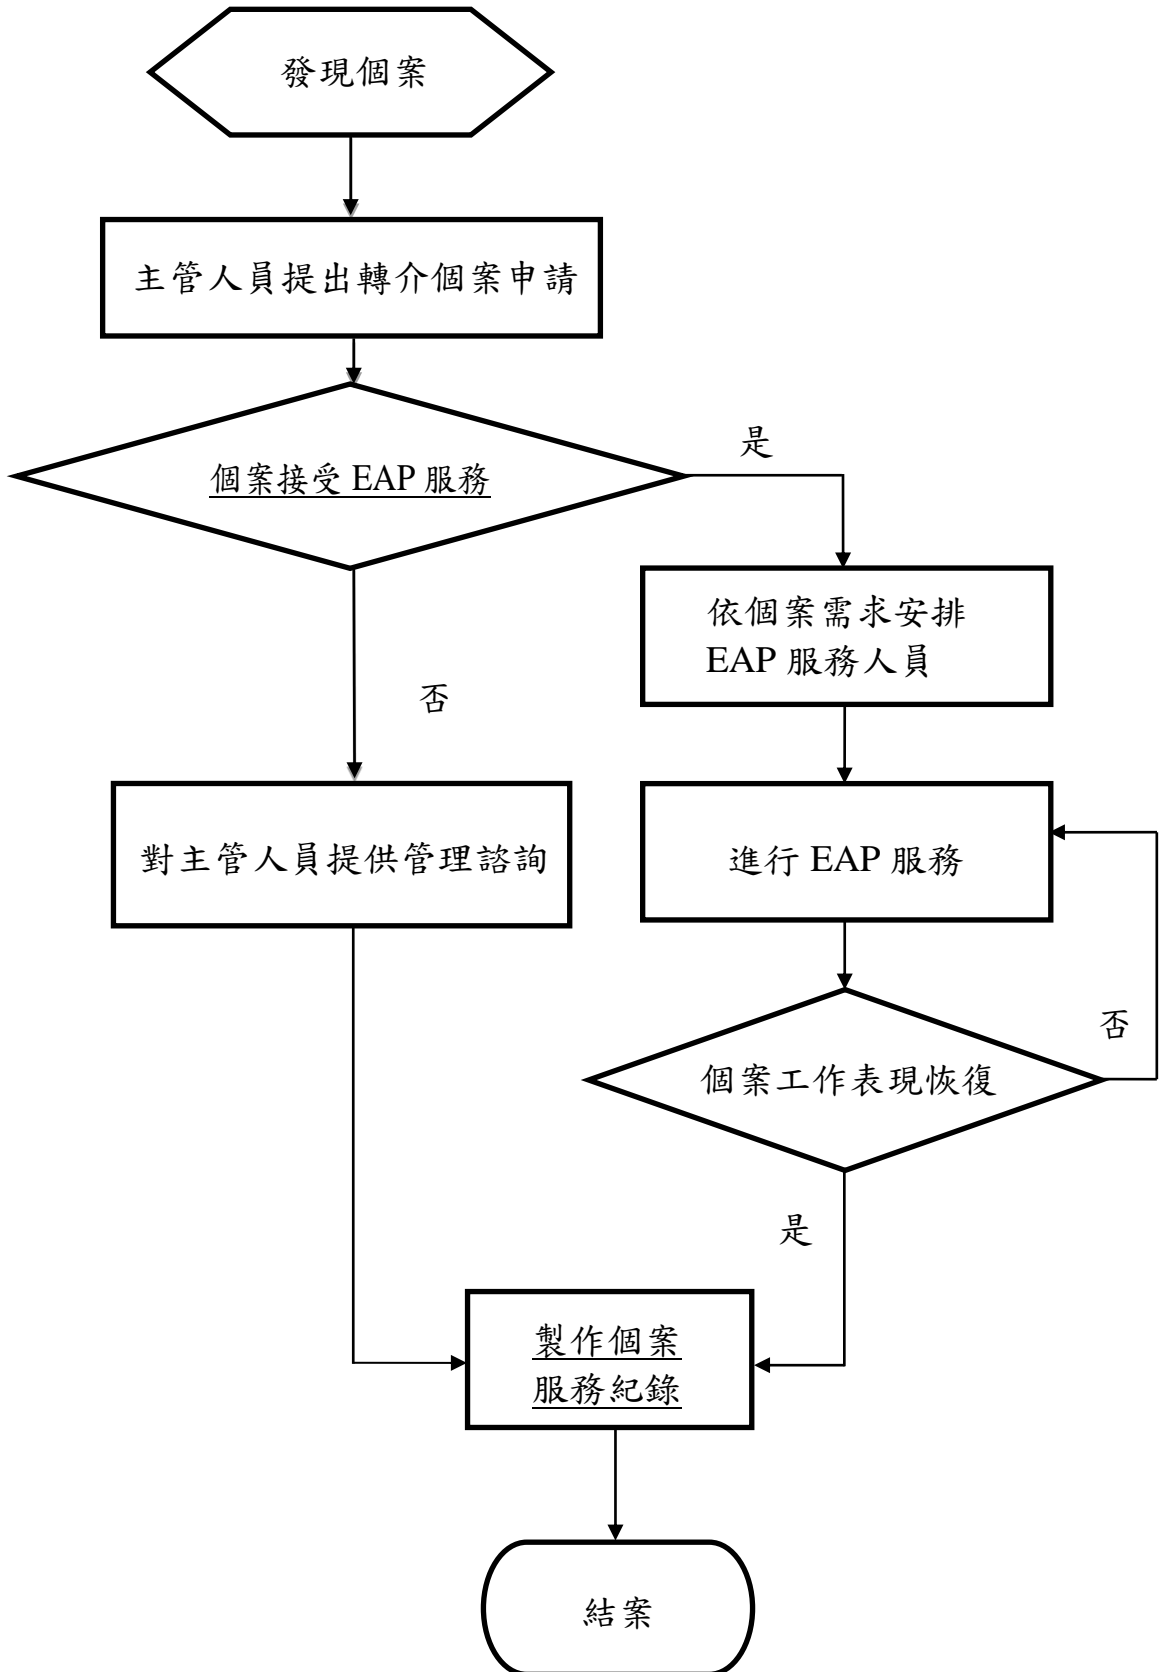 發現個案
主管人員提出轉介個案申請
個案接受 EAP 服務
是
依個案需求安排
EAP 服務人員
否
對主管人員提供管理諮詢
進行 EAP 服務
否
個案工作表現恢復
是
製作個案
服務紀錄
結案